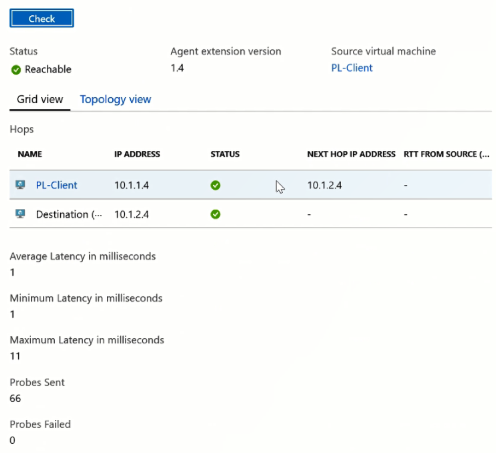 Check
Status Agent extension version Source virtual machine
Reachable 1.4 PL-Client
Grid view Topology view
Hops
NAME IP ADDRESS STATUS NEXT HOP IP ADDRESS RTT FROM SOURCE (...
PL-Client 10.1.1.4 10.1.2.4 -
Destination (... 10.1.2.4 - -
Average Latency in milliseconds
1
Minimum Latency in milliseconds
1
Maximum Latency in milliseconds
11
Probes Sent
66
Probes Failed
0